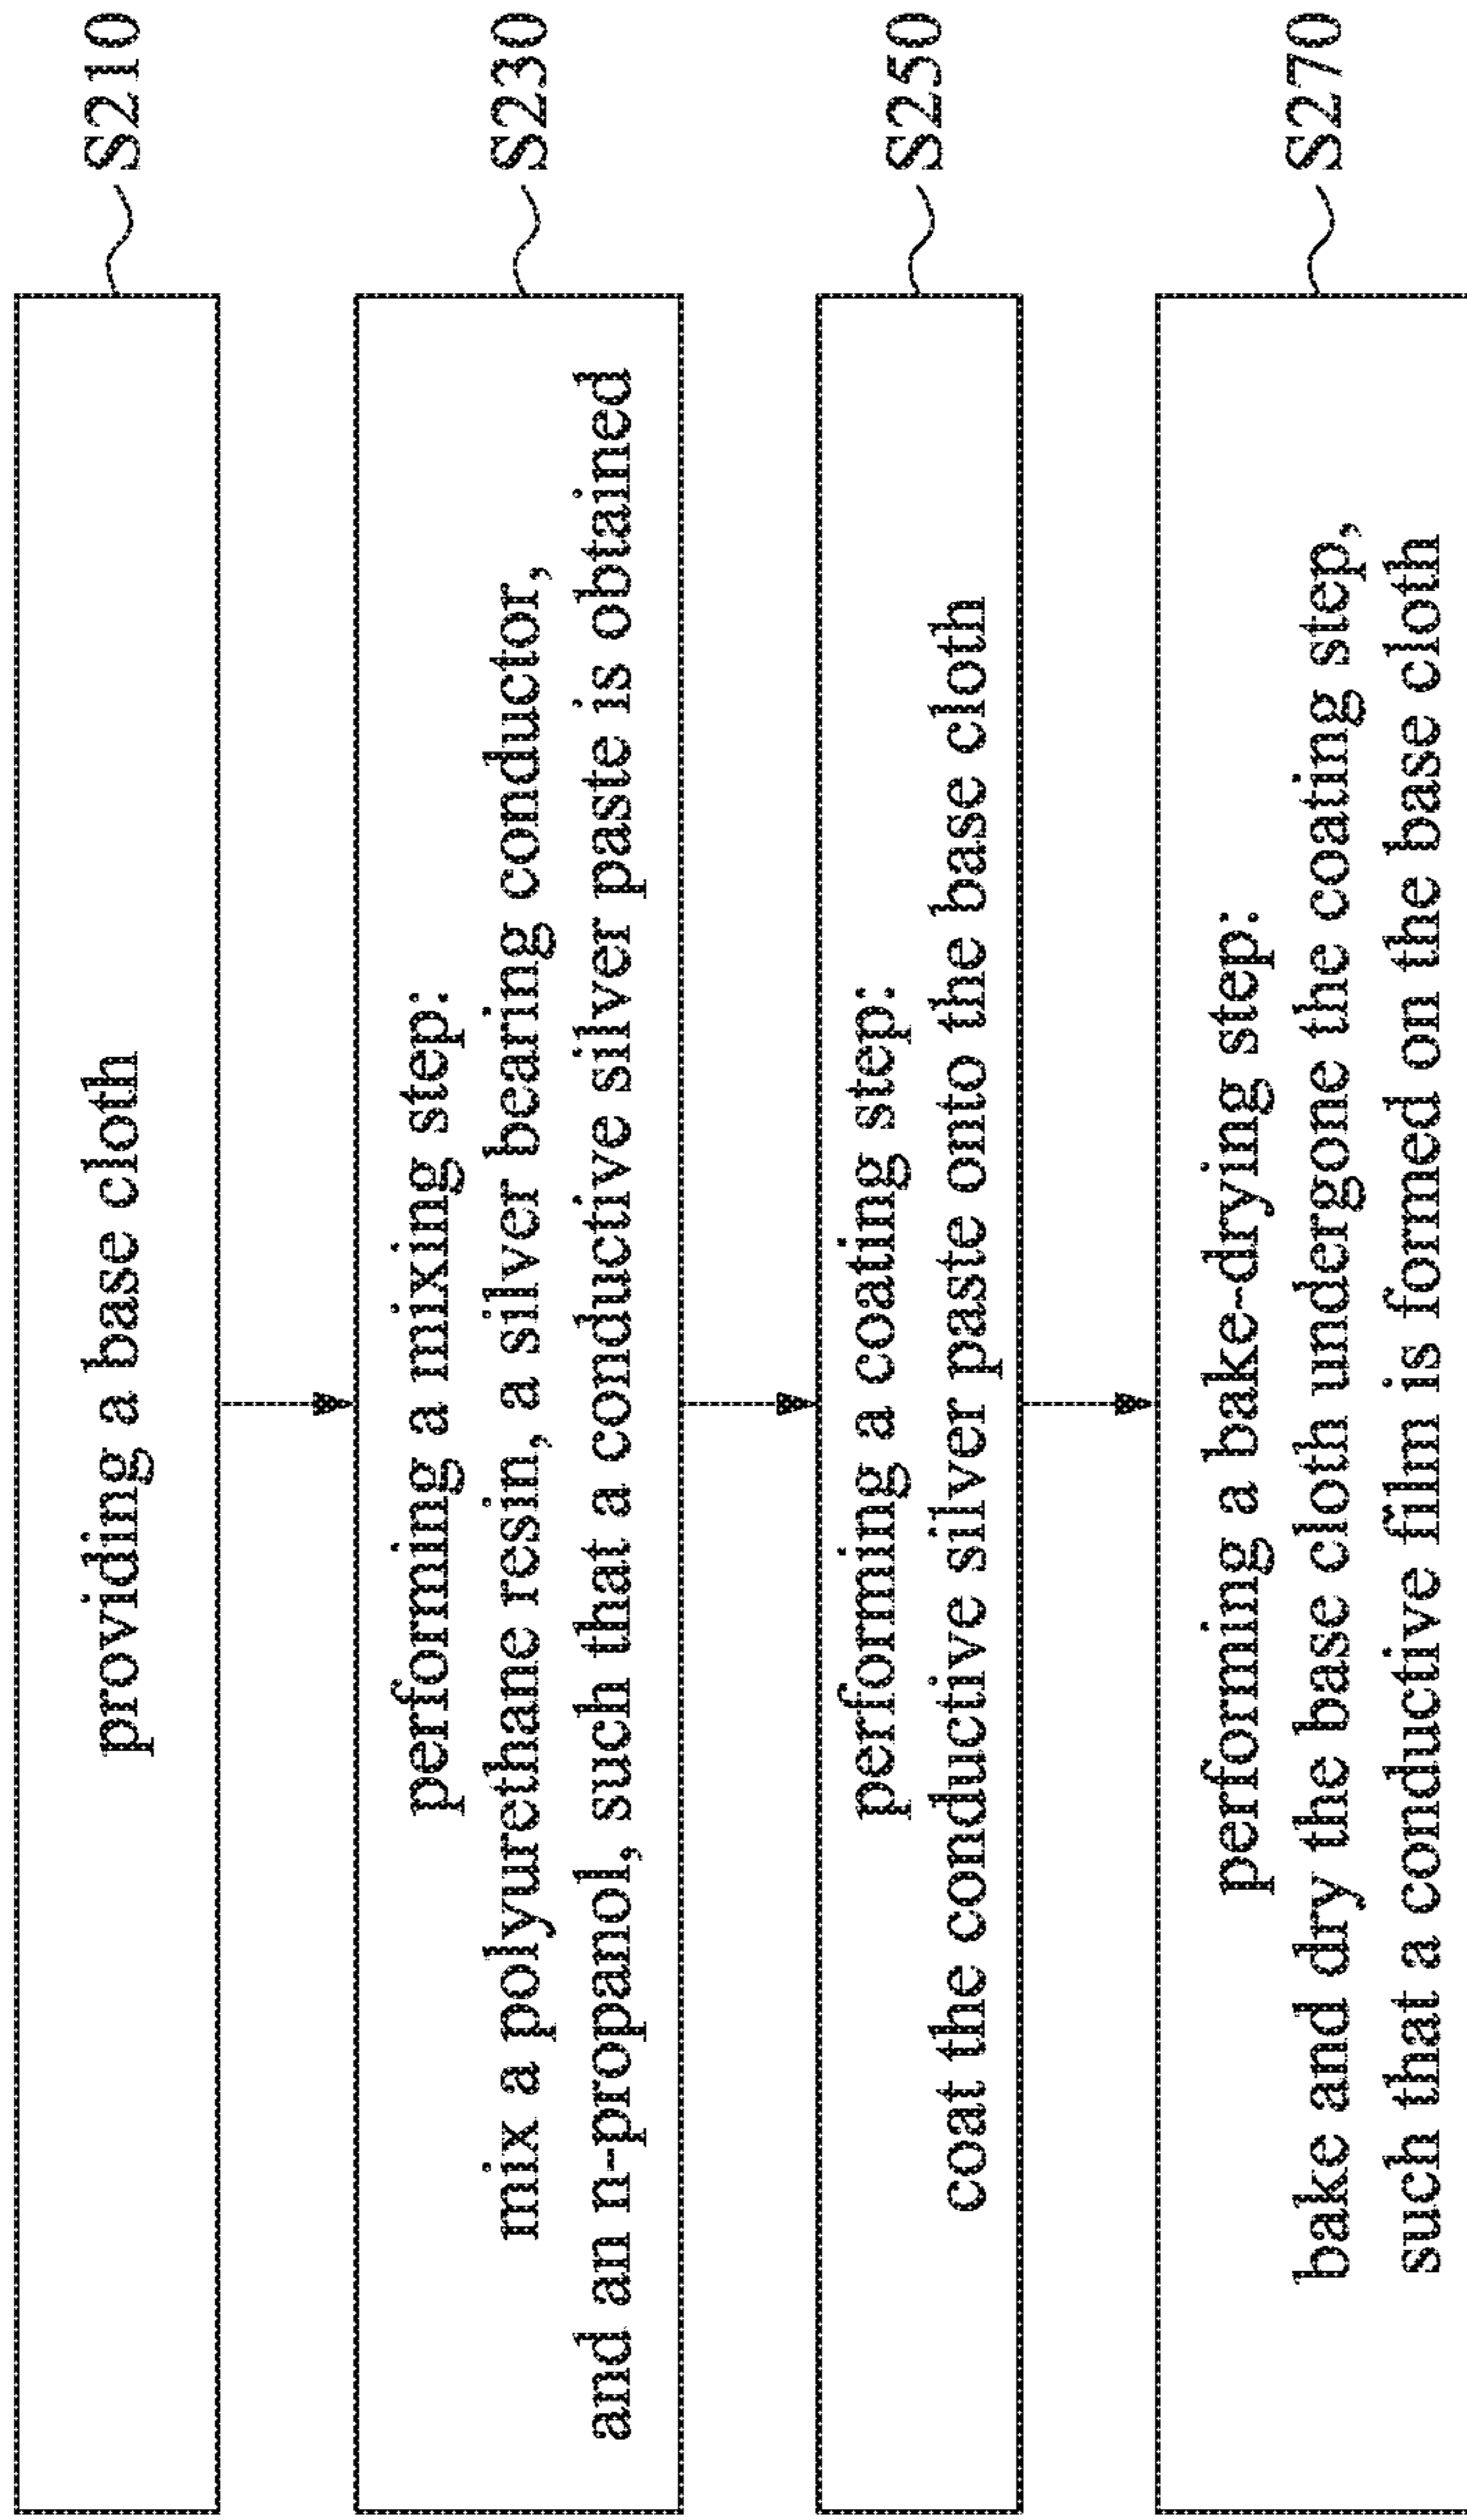 providing a base cloth
S210
performing a mixing step:
mix a polyurethane resin, a silver bearing conductor,
and an n-propanol, such that a conductive silver paste is obtained
S230
performing a coating step:
coat the conductive silver paste onto the base cloth
S250
performing a bake-drying step:
bake and dry the base cloth undergone the coating step,
such that a conductive film is formed on the base cloth
S270